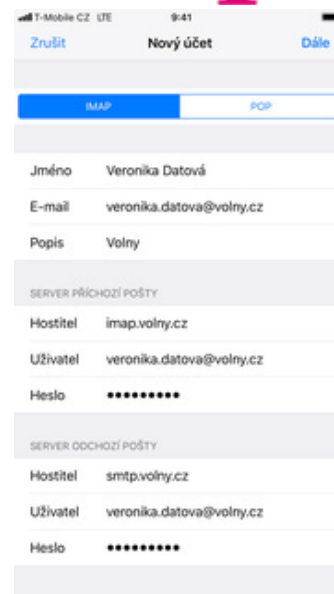 T-Mobile CZ LTE 9:41
Zrušit Nový účet Dále
IMAP POP
Jméno Veronika Datová
E-mail veronika.datova@volny.cz
Popis Volny
SERVER PŘÍCHOZÍ POŠTY
Hostitel imap.volny.cz
Uživatel veronika.datova@volny.cz
Heslo ●●●●●●●●●
SERVER ODCHOZÍ POŠTY
Hostitel smtp.volny.cz
Uživatel veronika.datova@volny.cz
Heslo ●●●●●●●●●